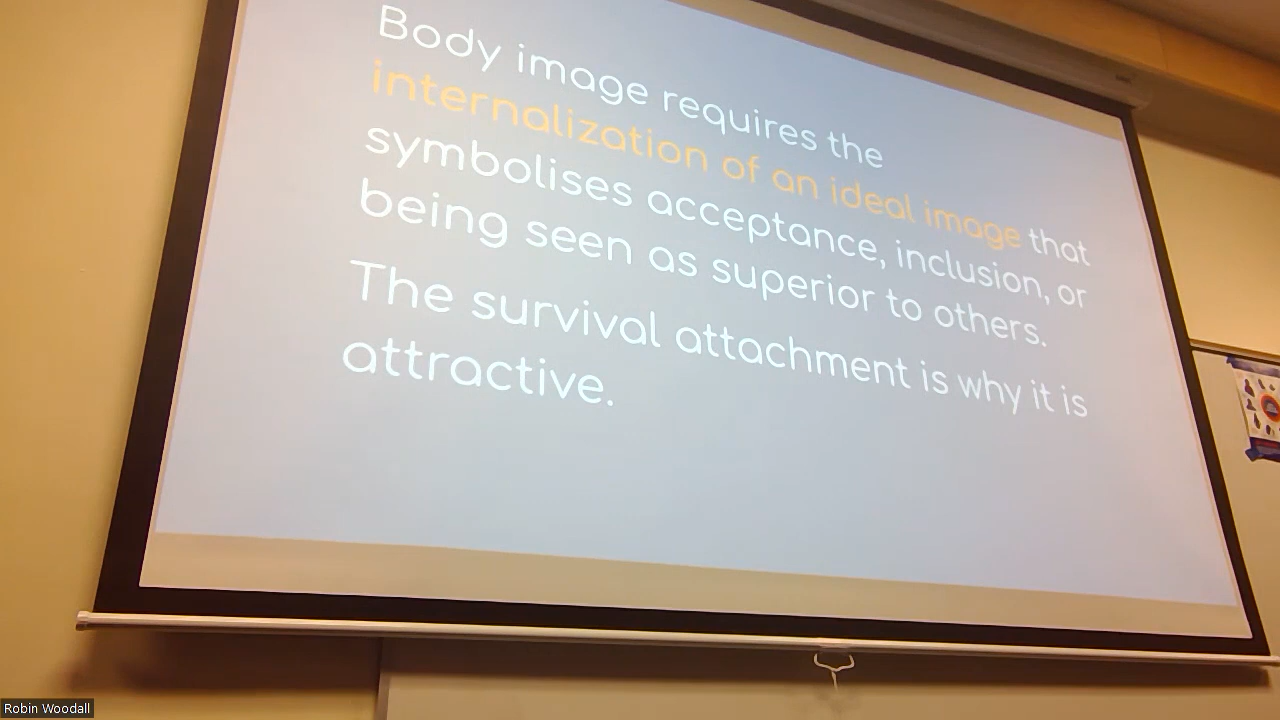 Body image requires the
internalization of an ideal image that
symbolises acceptance, inclusion, or
being seen as superior to others.
The survival attachment is why it is
attractive.
Robin Woodall